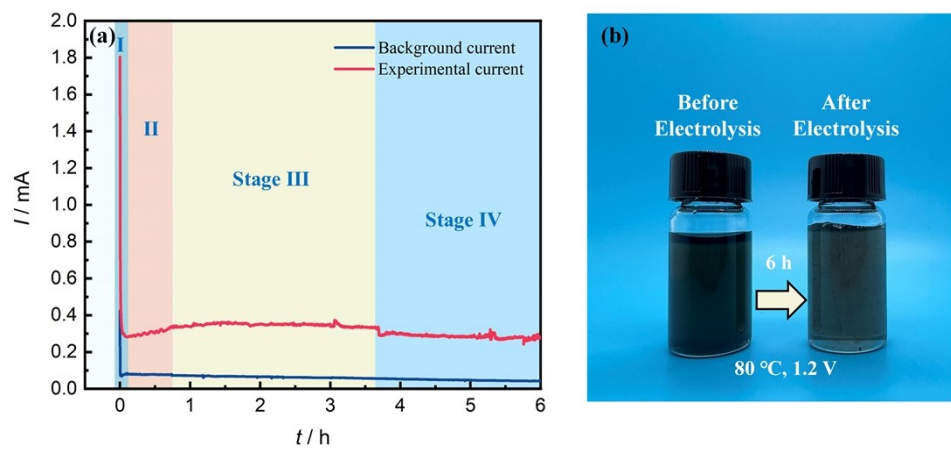 (a)
I
II
Stage III
Stage IV
Background current
Experimental current
2.0
1.8
1.6
1.4
1.2
1.0
0.8
0.6
0.4
0.2
0.0
I / mA
0
1
2
3
4
5
6
t / h
(b)
Before
Electrolysis
After
Electrolysis
6 h
80 °C, 1.2 V